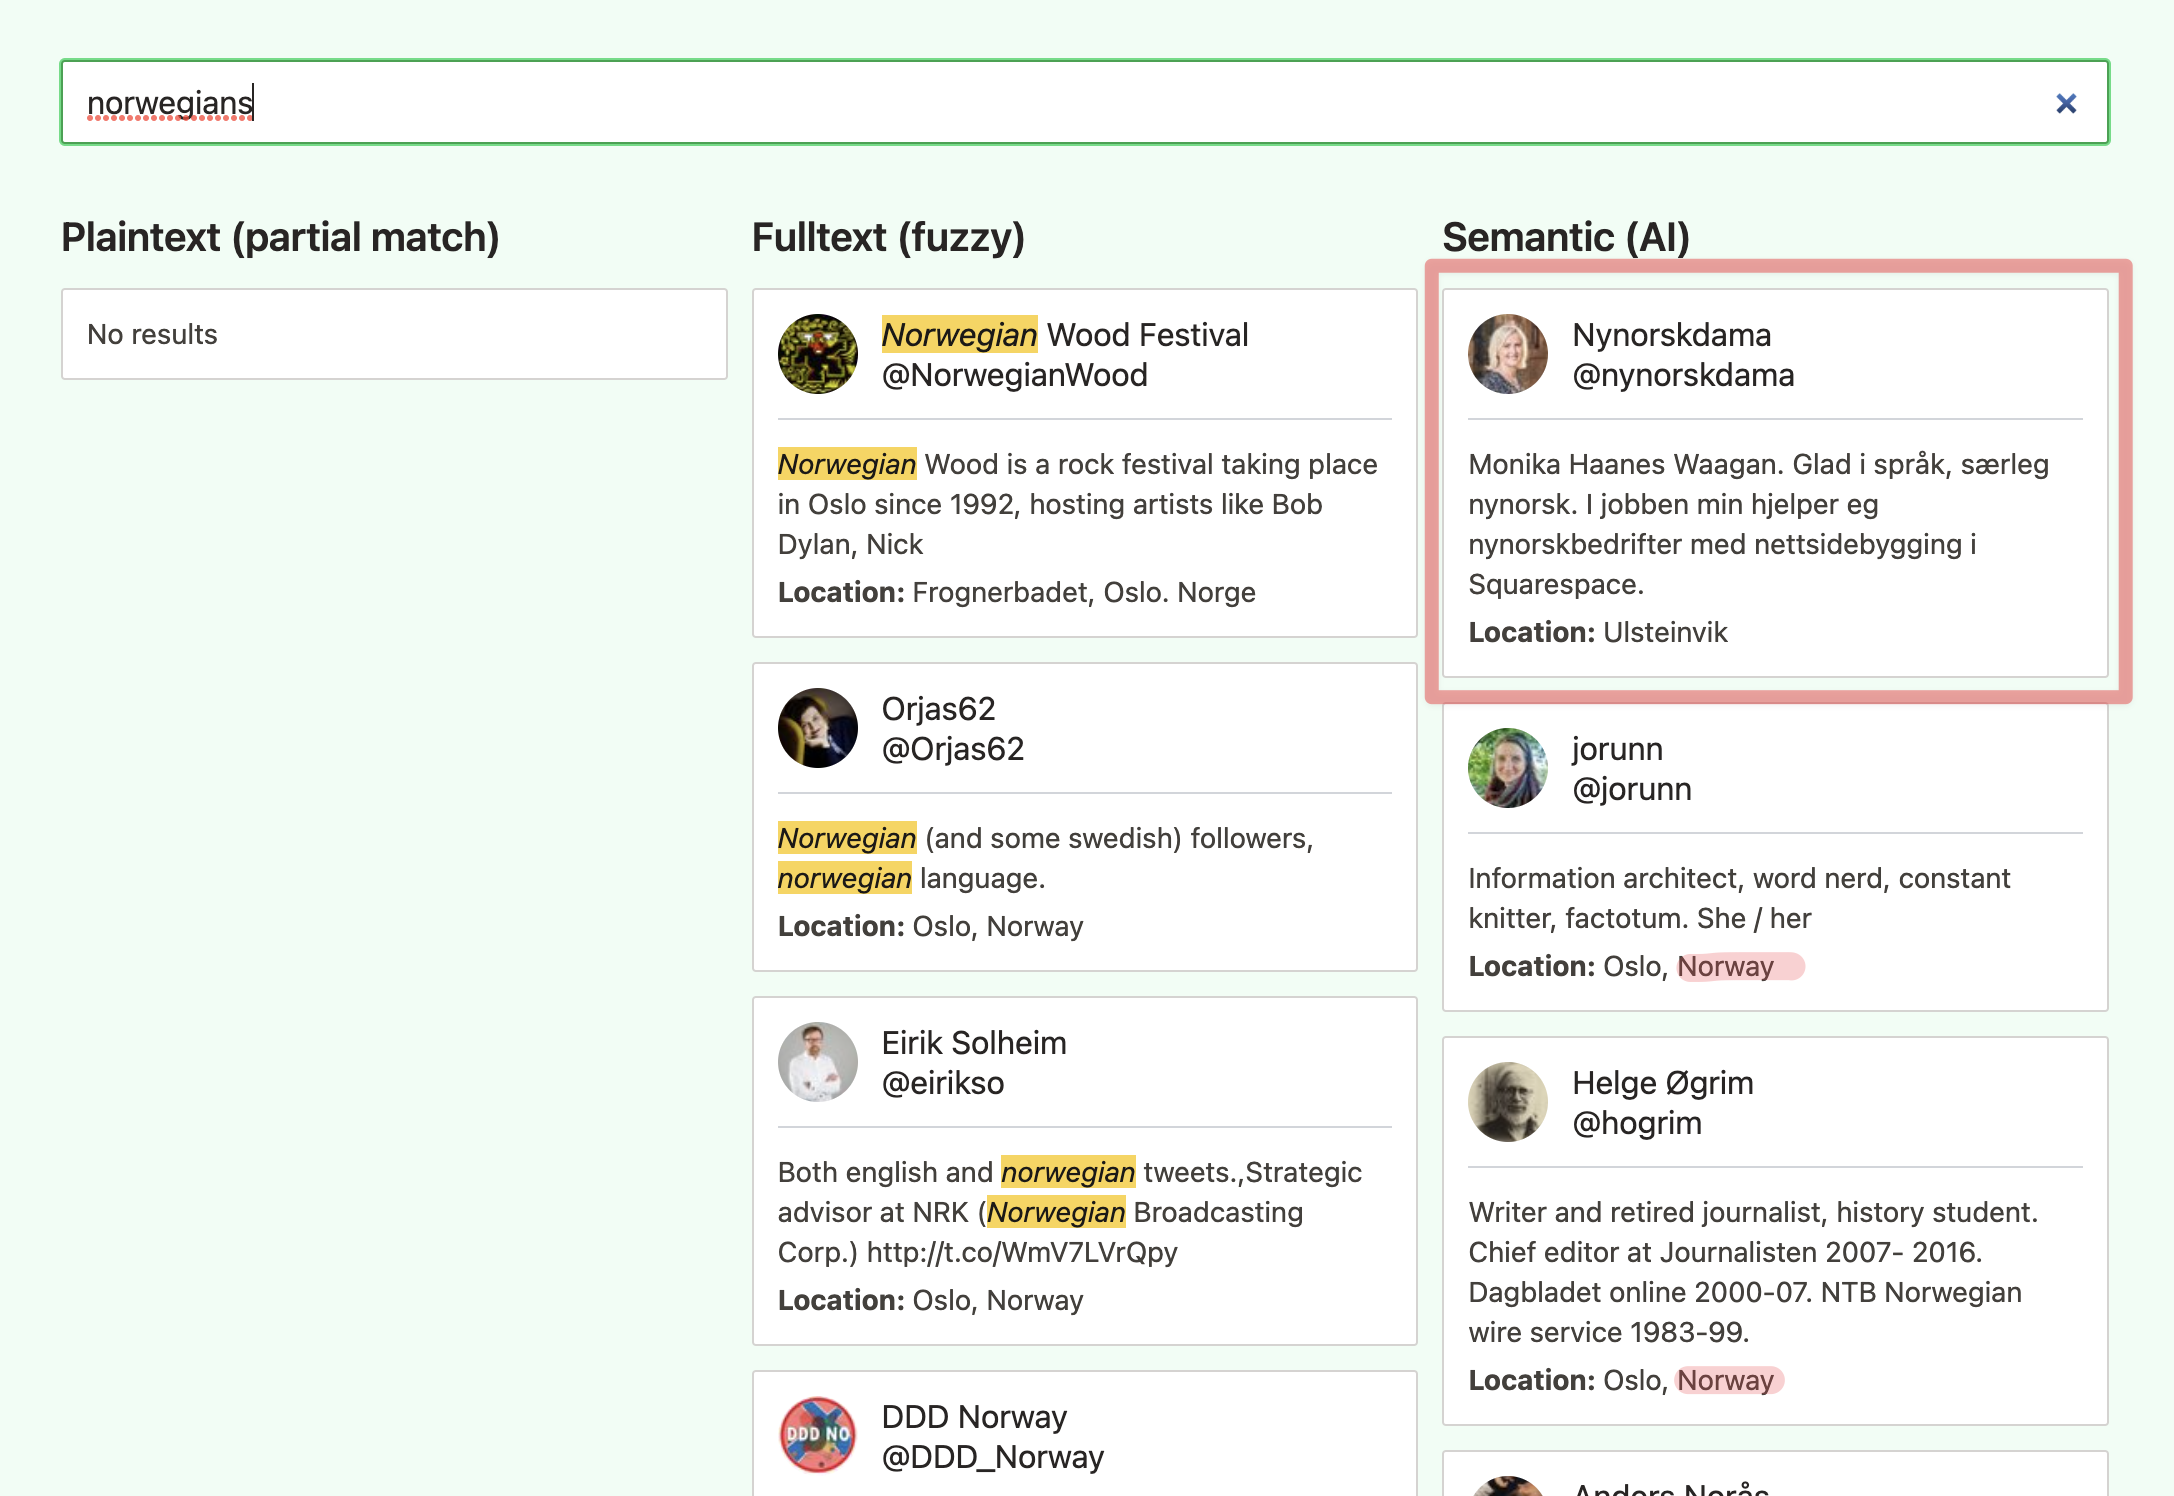 norwegians
Plaintext (partial match)
No results
Fulltext (fuzzy)
Norwegian Wood Festival
@NorwegianWood
Norwegian Wood is a rock festival taking place
in Oslo since 1992, hosting artists like Bob
Dylan, Nick
Location: Frognerbadet, Oslo. Norge
Orjas62
@Orjas62
Norwegian (and some swedish) followers,
norwegian language.
Location: Oslo, Norway
Eirik Solheim
@eirikso
Both english and norwegian tweets.,Strategic
advisor at NRK (Norwegian Broadcasting
Corp.) http://t.co/WmV7LVrQpy
Location: Oslo, Norway
DDD NO
DDD Norway
@DDD_Norway
Semantic (AI)
Nynorskdama
@nynorskdama
Monika Haanes Waagan. Glad i språk, særleg
nynorsk. I jobben min hjelper eg
nynorskbedrifter med nettsidebygging i
Squarespace.
Location: Ulsteinvik
jorunn
@jorunn
Information architect, word nerd, constant
knitter, factotum. She / her
Location: Oslo, Norway
Helge Øgrim
@hogrim
Writer and retired journalist, history student.
Chief editor at Journalisten 2007- 2016.
Dagbladet online 2000-07. NTB Norwegian
wire service 1983-99.
Location: Oslo, Norway
Anders Norås